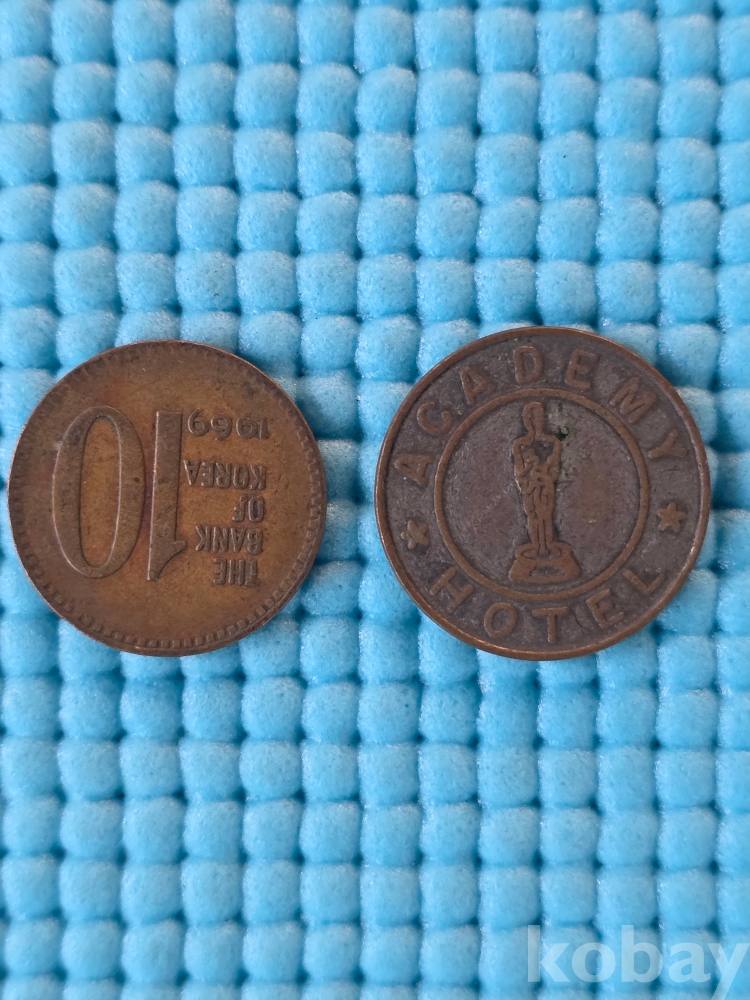 10
1969
THE
BANK
OF
KOREA
ACADEMY
* HOTEL *
kobay